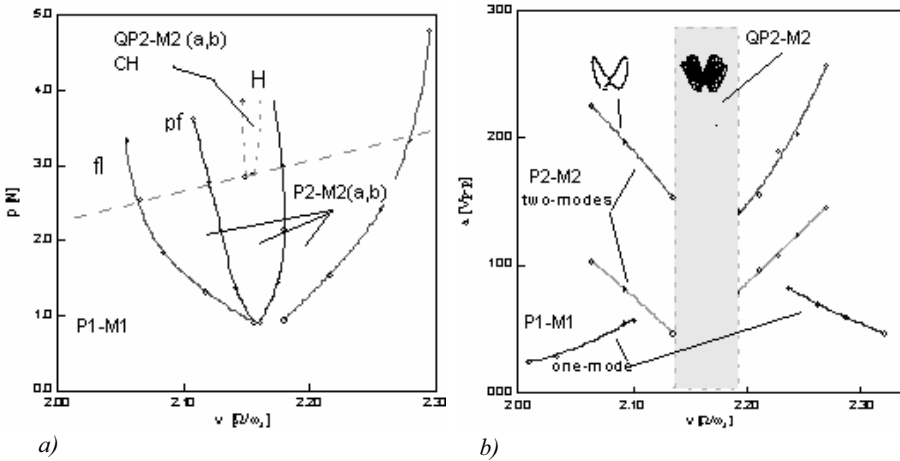 5.0
QP2-M2 (a,b)
CH
H
4.0
pf
fl
3.0
p [N]
P2-M2(a,b)
2.0
P1-M1
1.0
0.0
2.00
2.10
2.20
2.30
a)
300
QP2-M2
200
P2-M2
two-modes
100
P1-M1
one-mode
000
2.00
2.10
2.20
2.30
b)